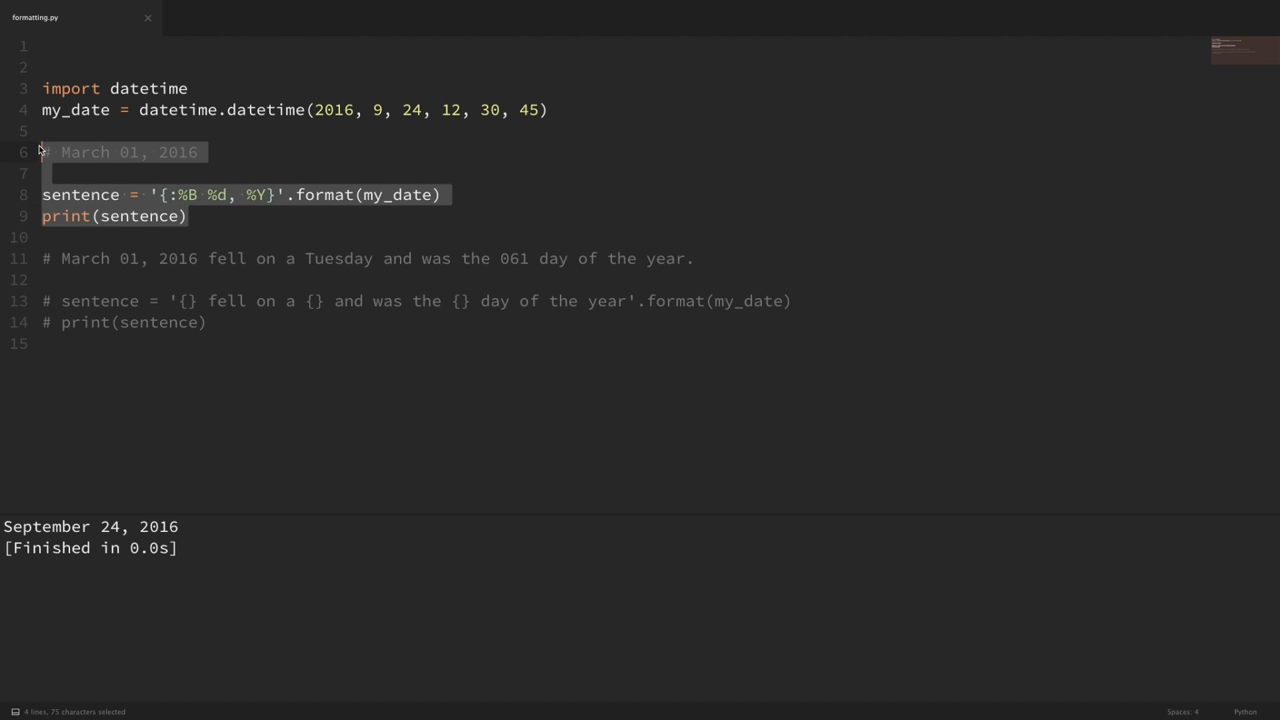 formatting.py ×
1
2
3 import datetime
4 my_date = datetime.datetime(2016, 9, 24, 12, 30, 45)
5
6 # March 01, 2016
7
8 sentence = '{:%B %d, %Y}'.format(my_date)
9 print(sentence)
10
11 # March 01, 2016 fell on a Tuesday and was the 061 day of the year.
12
13 # sentence = '{} fell on a {} and was the {} day of the year'.format(my_date)
14 # print(sentence)
15
September 24, 2016
[Finished in 0.0s]
4 lines, 75 characters selected Spaces: 4 Python